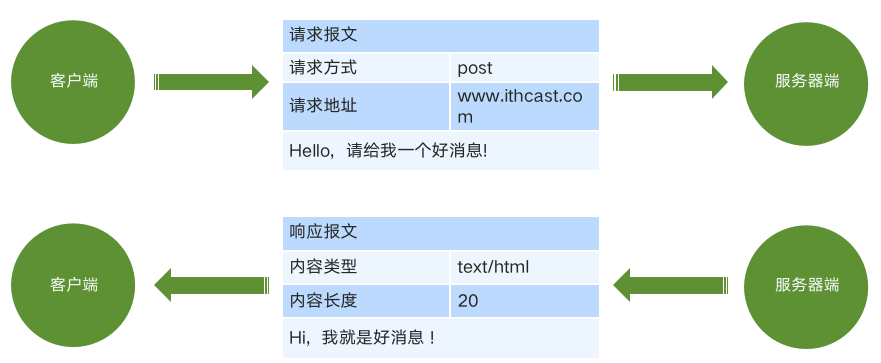 客户端
请求报文
请求方式 post
请求地址 www.ithcast.co
m
Hello，请给我一个好消息!
服务器端
客户端
响应报文
内容类型 text/html
内容长度 20
Hi，我就是好消息！
服务器端